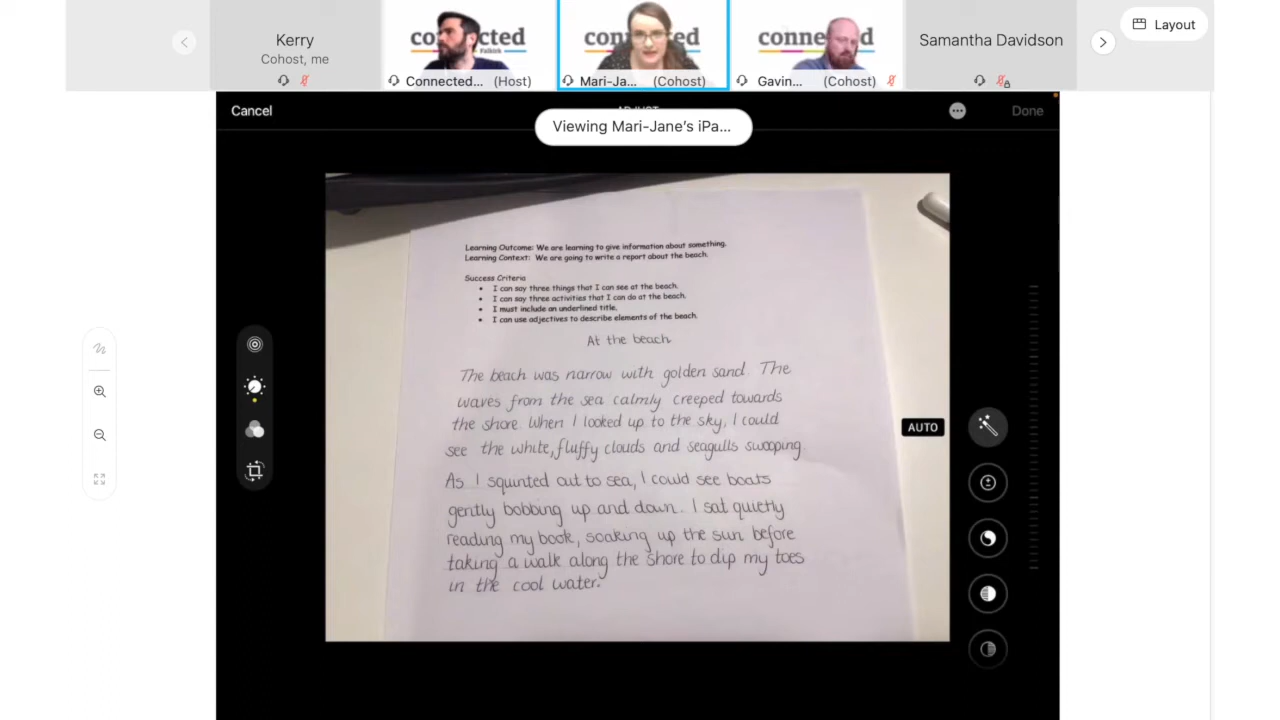 Kerry
Cohost, me
connected
Falkirk
Connected... (Host)
Mari-Ja... (Cohost)
Gavin... (Cohost)
Samantha Davidson
Layout
Cancel
Done
Viewing Mari-Jane's iPa...
Learning Outcome: We are learning to give information about something.
Learning Context: We are going to write a report about the beach.
Success Criteria
• I can say three things that I can see at the beach.
• I can say three activities that I can do at the beach.
• I must include an underlined title.
• I can use adjectives to describe elements of the beach.
At the beach
The beach was narrow with golden sand. The
waves from the sea calmly creeped towards
the shore. When I looked up to the sky, I could
see the white, fluffy clouds and seagulls swooping.
As I squinted out to sea, I could see boats
gently bobbing up and down. I sat quietly
reading my book, soaking up the sun before
taking a walk along the shore to dip my toes
in the cool water.
AUTO